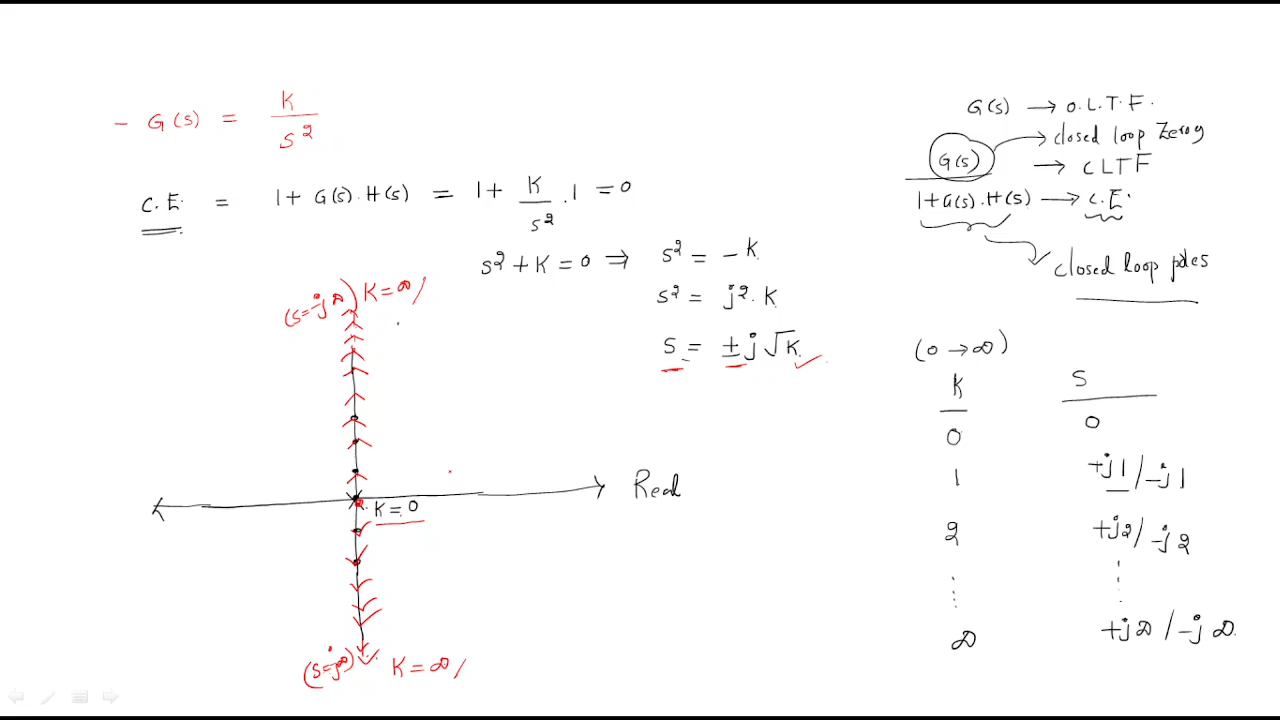 - G(s) = K / s²
C.E. = 1 + G(s) . H(s) = 1 + K / s² . 1 = 0
s² + K = 0 ⇒ s² = - K
s² = j² . K
s = ± j √K
G(s) → O.L.T.F.
→ closed loop Zeros
G(s) → CLTF
1+G(s).H(s) → C.E.
closed loop poles
(s=-j∞) K = ∞
K = 0
Real
(s=j∞) K = ∞
(0 → ∞)
K S
0 0
1 +j1 / -j1
2 +j2 / -j2
∞ +j∞ / -j∞